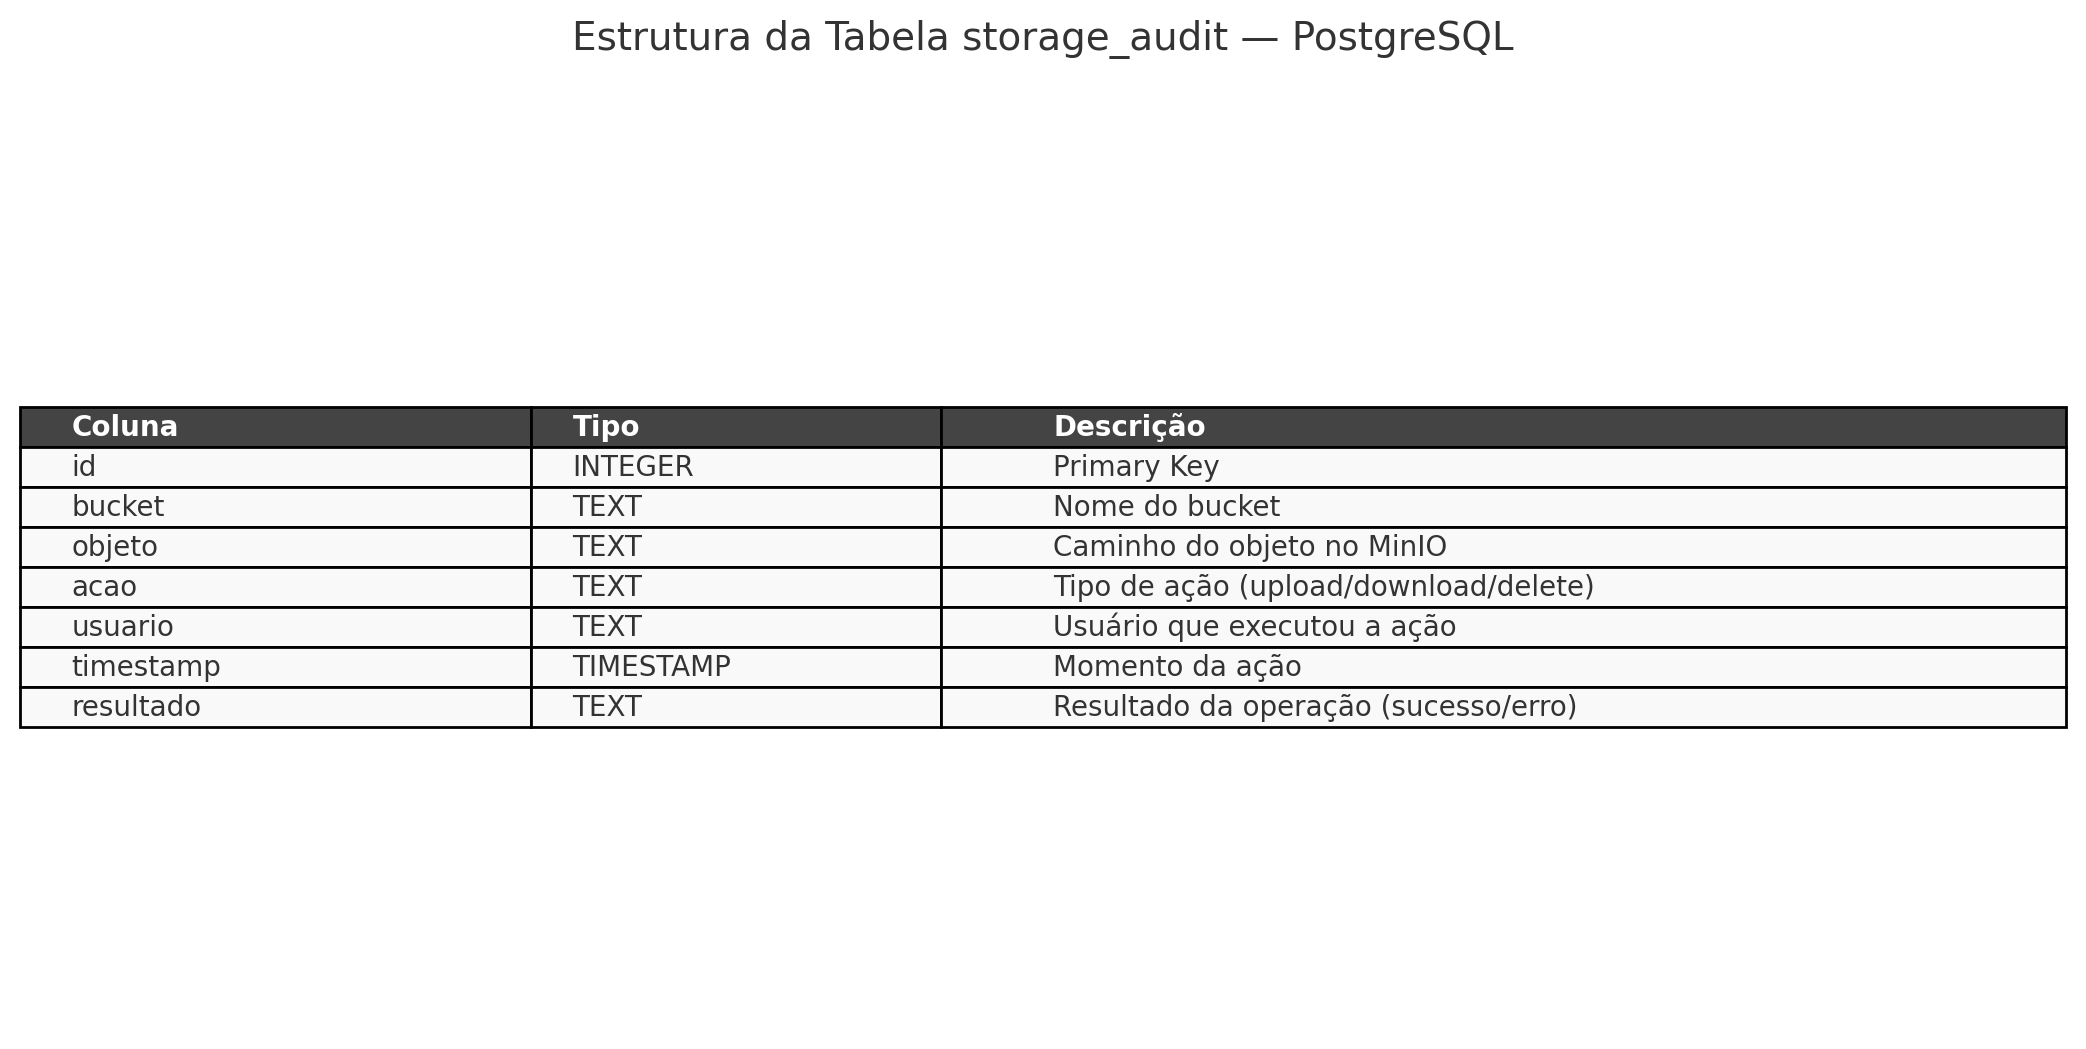 Estrutura da Tabela storage_audit — PostgreSQL
Coluna Tipo Descrição
id INTEGER Primary Key
bucket TEXT Nome do bucket
objeto TEXT Caminho do objeto no MinIO
acao TEXT Tipo de ação (upload/download/delete)
usuario TEXT Usuário que executou a ação
timestamp TIMESTAMP Momento da ação
resultado TEXT Resultado da operação (sucesso/erro)